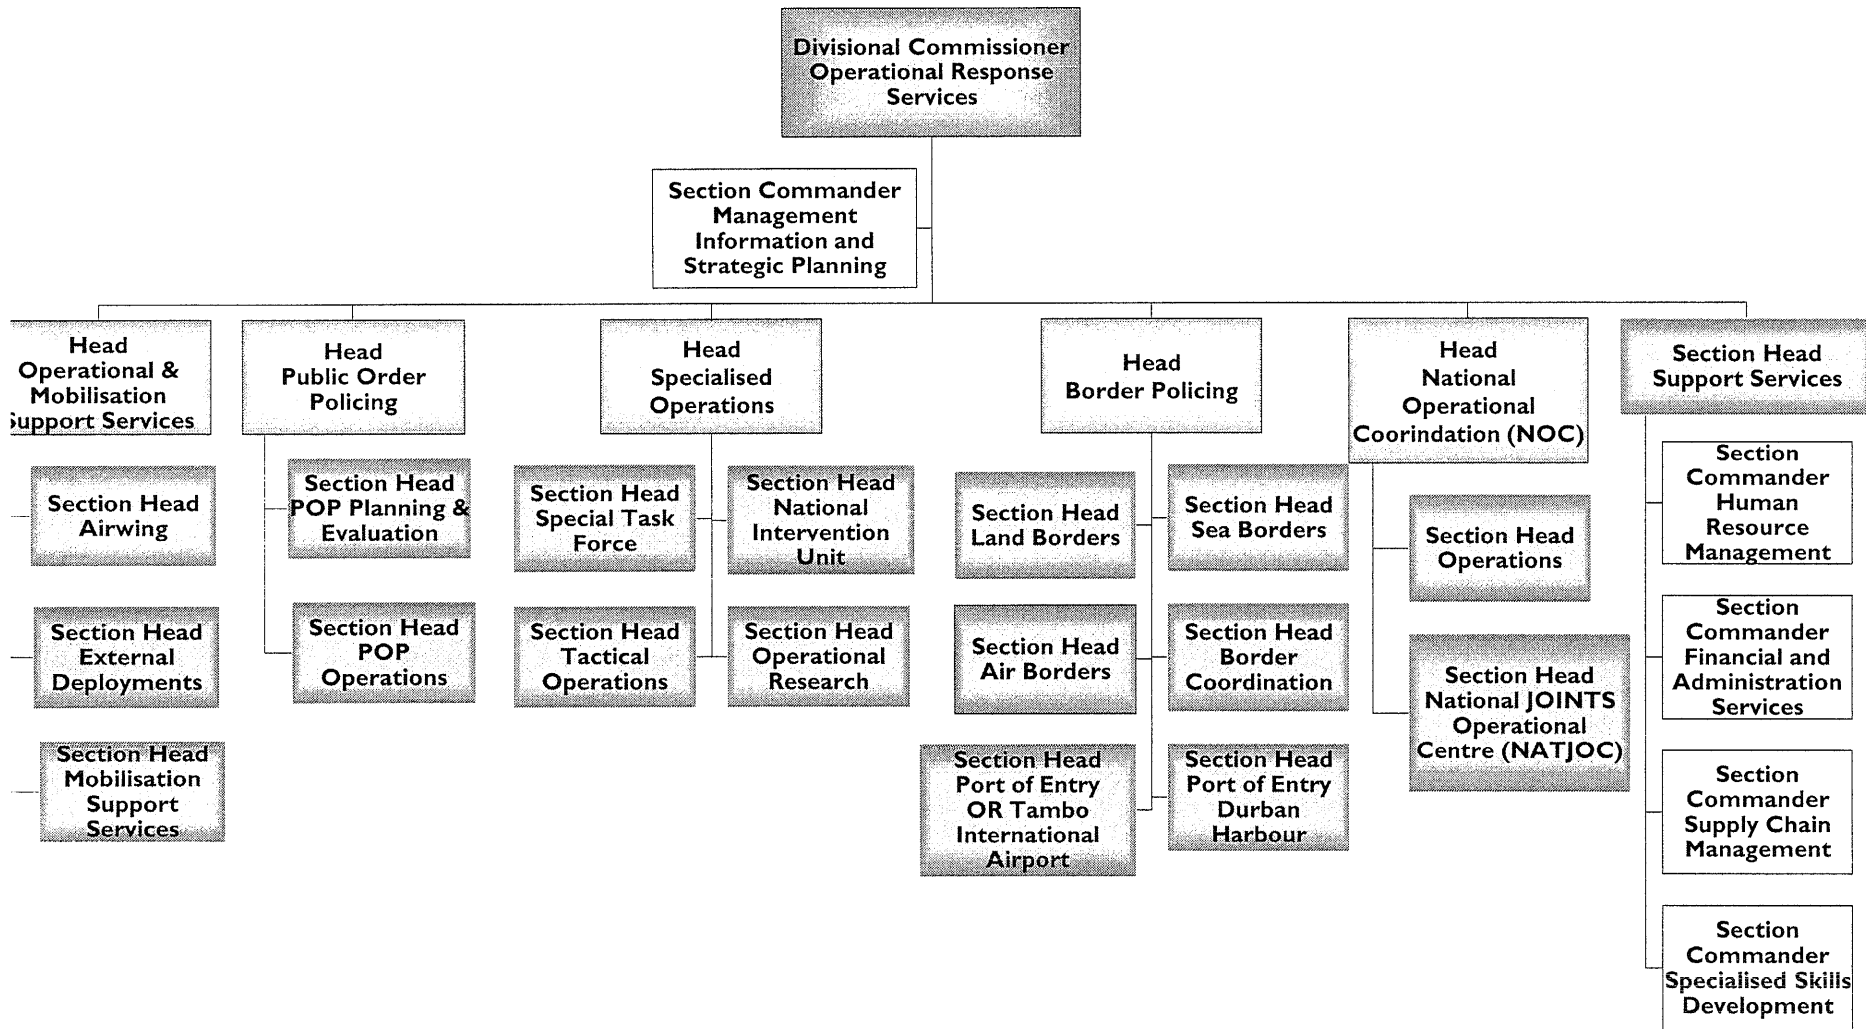 Divisional Commissioner
Operational Response
Services
Section Commander
Management
Information and
Strategic Planning
Head
Operational &
Mobilisation
Support Services
Head
Public Order
Policing
Head
Specialised
Operations
Head
Border Policing
Head
National
Operational
Coorindation (NOC)
Section Head
Support Services
Section Head
Airwing
Section Head
External
Deployments
Section Head
Mobilisation
Support
Services
Section Head
POP Planning &
Evaluation
Section Head
POP
Operations
Section Head
Special Task
Force
Section Head
National
Intervention
Unit
Section Head
Tactical
Operations
Section Head
Operational
Research
Section Head
Land Borders
Section Head
Sea Borders
Section Head
Air Borders
Section Head
Border
Coordination
Section Head
Port of Entry
OR Tambo
International
Airport
Section Head
Port of Entry
Durban
Harbour
Section Head
Operations
Section Head
National JOINTS
Operational
Centre (NATJOC)
Section
Commander
Human
Resource
Management
Section
Commander
Financial and
Administration
Services
Section
Commander
Supply Chain
Management
Section
Commander
Specialised Skills
Development